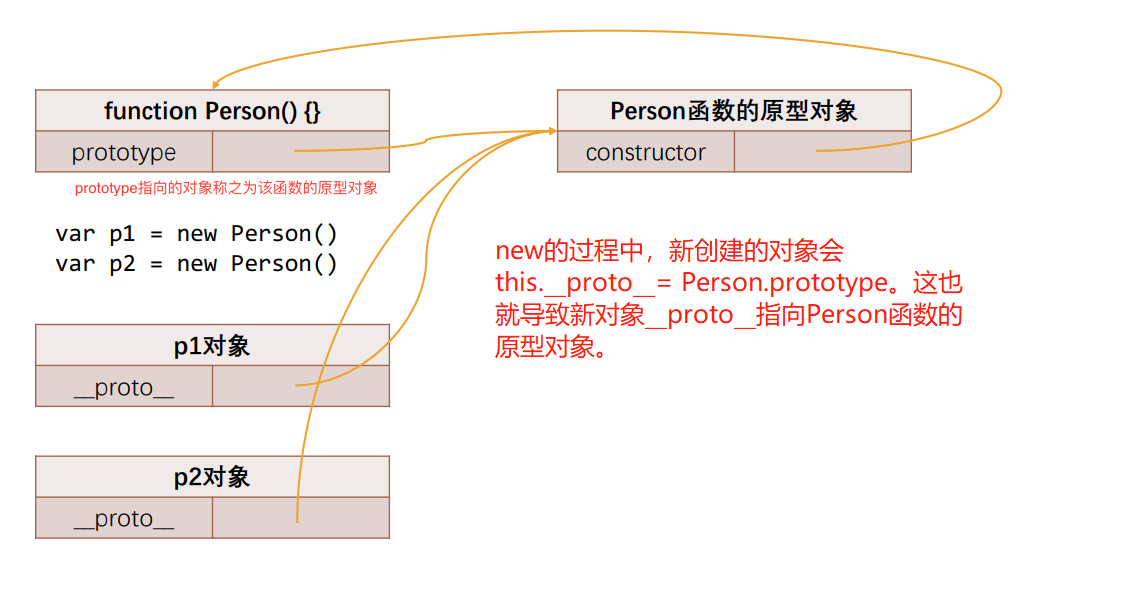 function Person() {}
Person函数的原型对象
prototype
constructor
prototype指向的对象称之为该函数的原型对象
var p1 = new Person()
var p2 = new Person()
new的过程中，新创建的对象会
this.__proto__= Person.prototype。这也
就导致新对象__proto__指向Person函数的
原型对象。
p1对象
__proto__
p2对象
__proto__